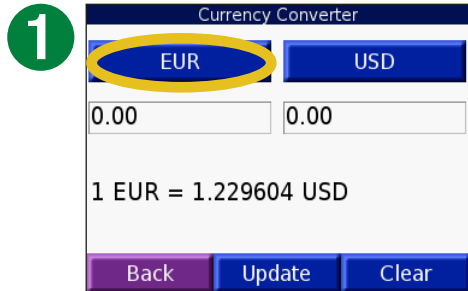 1
Currency Converter
EUR USD
0.00 0.00
1 EUR = 1.229604 USD
Back Update Clear